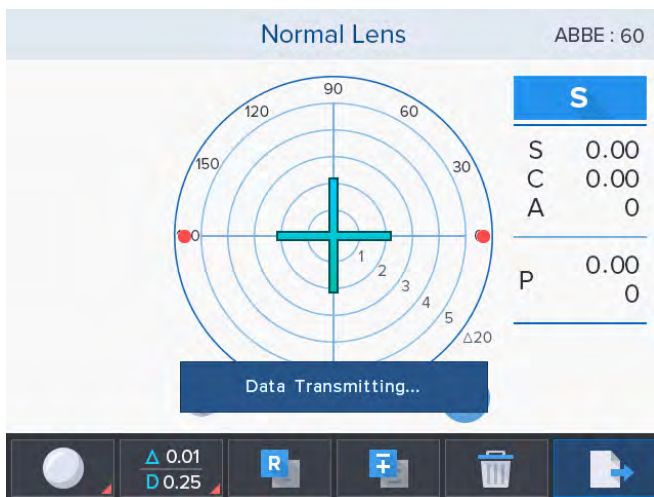 Normal Lens
ABBE : 60
90
120
60
150
30
0
1
2
3
4
5
Δ20
S
S 0.00
C 0.00
A 0
P 0.00
0
Data Transmitting...
Δ 0.01
D 0.25
R
∓